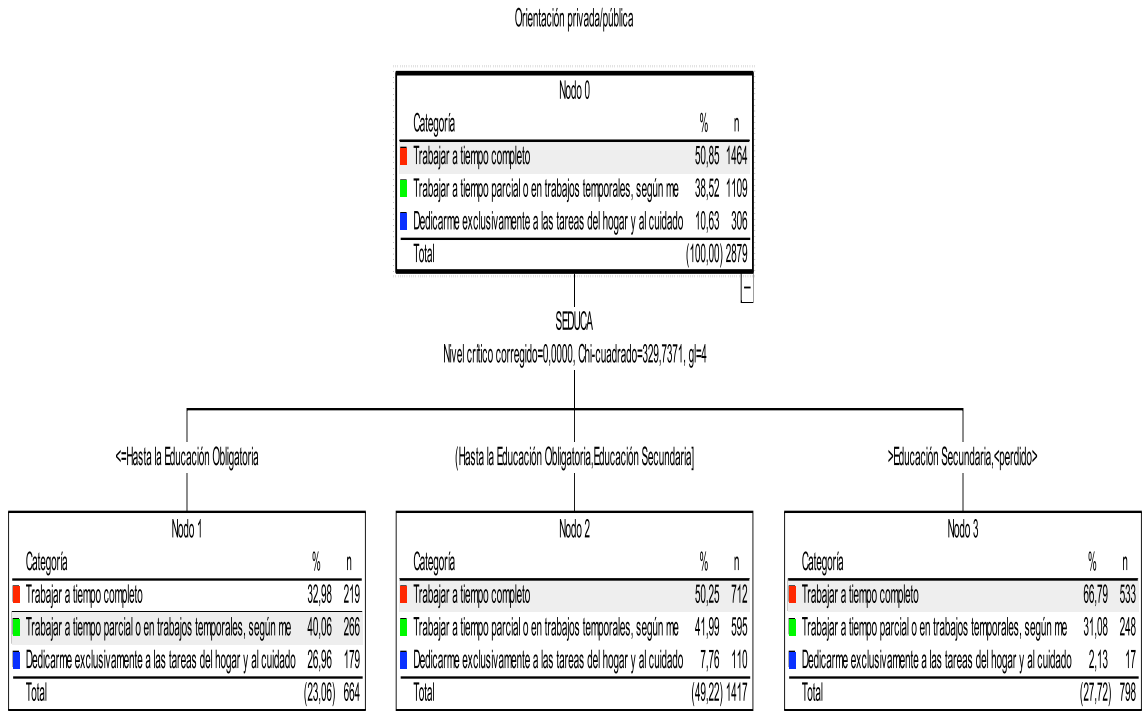 Orientación privada/pública
Nodo 0
Categoría % n
Trabajar a tiempo completo 50,85 1464
Trabajar a tiempo parcial o en trabajos temporales, según me 38,52 1109
Dedicarme exclusivamente a las tareas del hogar y al cuidado 10,63 306
Total (100,00) 2879
SEDUCA
Nivel crítico corregido=0,0000, Chi-cuadrado=329,7371, gl=4
<=Hasta la Educación Obligatoria
(Hasta la Educación Obligatoria,Educación Secundaria]
>Educación Secundaria,<perdido>
Nodo 1
Categoría % n
Trabajar a tiempo completo 32,98 219
Trabajar a tiempo parcial o en trabajos temporales, según me 40,06 266
Dedicarme exclusivamente a las tareas del hogar y al cuidado 26,96 179
Total (23,06) 664
Nodo 2
Categoría % n
Trabajar a tiempo completo 50,25 712
Trabajar a tiempo parcial o en trabajos temporales, según me 41,99 595
Dedicarme exclusivamente a las tareas del hogar y al cuidado 7,76 110
Total (49,22) 1417
Nodo 3
Categoría % n
Trabajar a tiempo completo 66,79 533
Trabajar a tiempo parcial o en trabajos temporales, según me 31,08 248
Dedicarme exclusivamente a las tareas del hogar y al cuidado 2,13 17
Total (27,72) 798